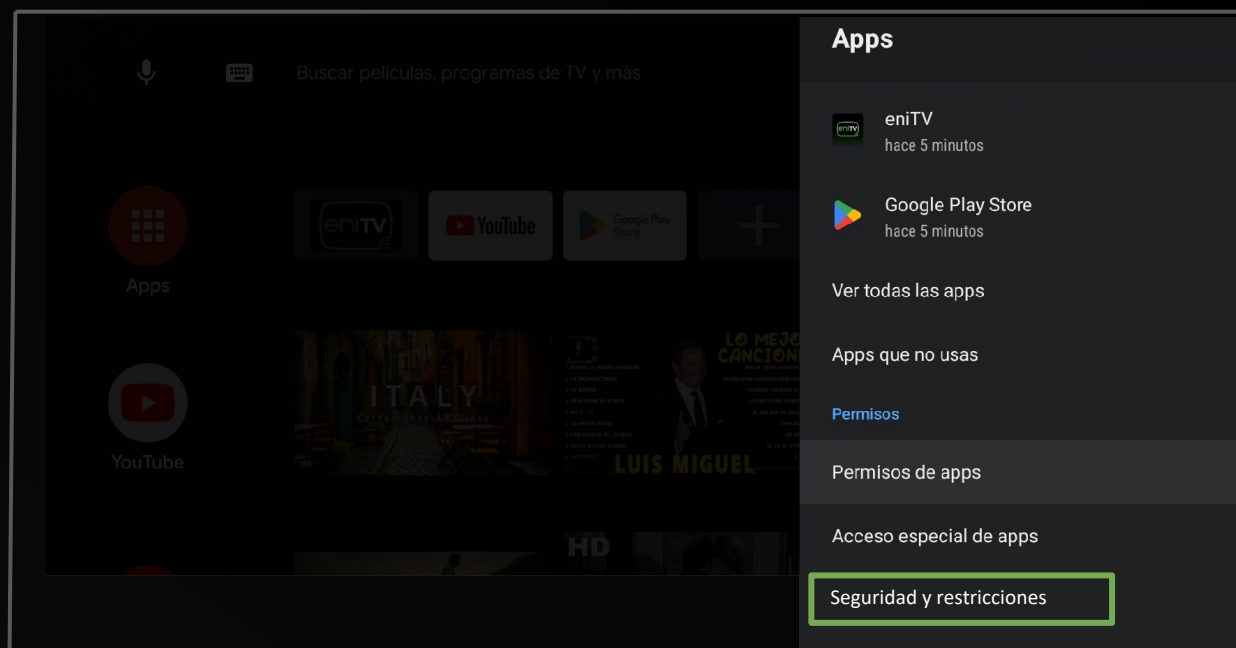 Buscar películas, programas de TV y más
eniTV
YouTube
Google Play
Store
Apps
YouTube
ITALY
LO MEJO
CANCION
LUIS MIGUEL
HD
Apps
eniTV
eniTV
hace 5 minutos
Google Play Store
hace 5 minutos
Ver todas las apps
Apps que no usas
Permisos
Permisos de apps
Acceso especial de apps
Seguridad y restricciones